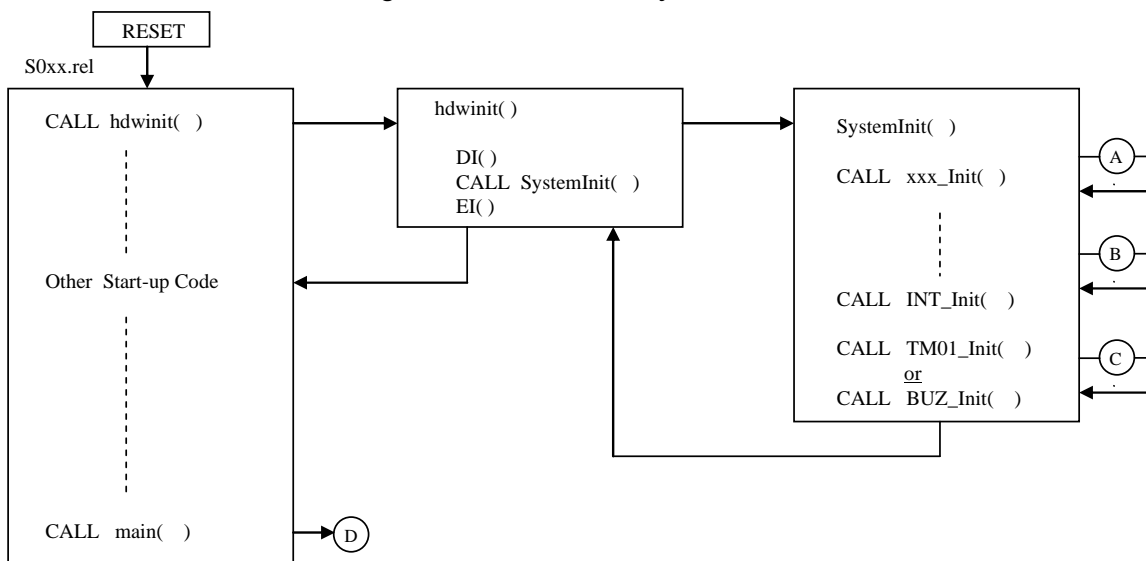 RESET
S0xx.rel
CALL hdwinit( )
Other Start-up Code
CALL main( )
D
hdwinit( )
DI( )
CALL SystemInit( )
EI( )
SystemInit( )
CALL xxx_Init( )
CALL INT_Init( )
CALL TM01_Init( )
or
CALL BUZ_Init( )
A
B
C